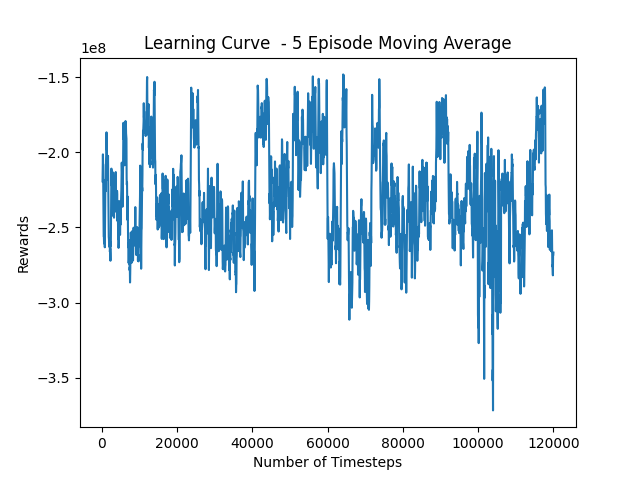 Learning Curve  - 5 Episode Moving Average
1e8
−1.5
−2.0
−2.5
−3.0
−3.5
Rewards
0 20000 40000 60000 80000 100000 120000
Number of Timesteps